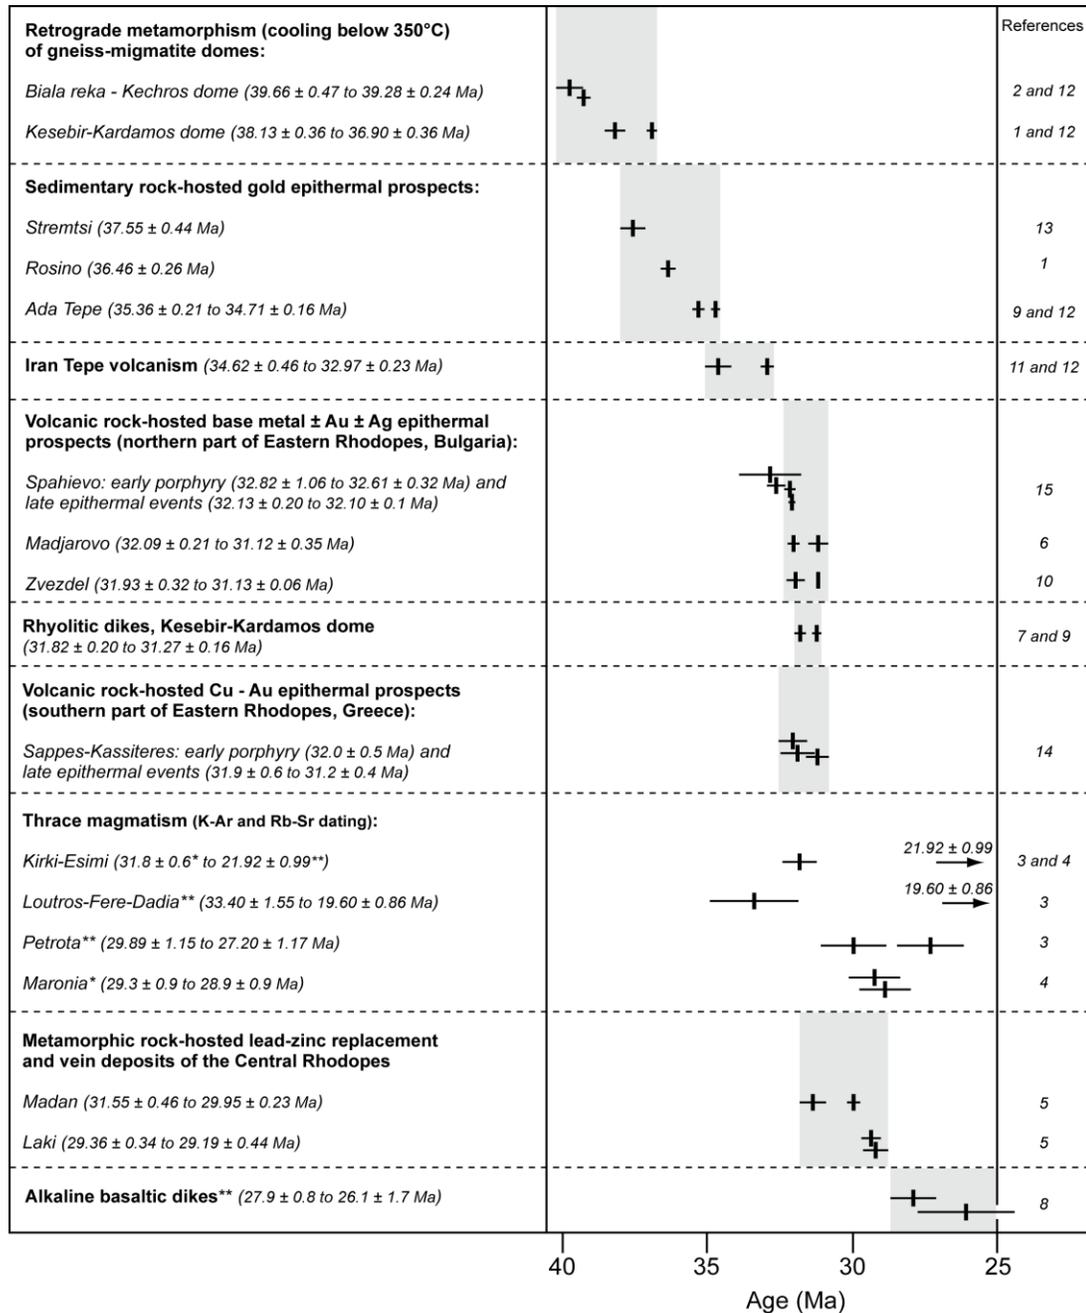 References
Retrograde metamorphism (cooling below 350°C)
of gneiss-migmatite domes:
Biala reka - Kechros dome (39.66 ± 0.47 to 39.28 ± 0.24 Ma)
2 and 12
Kesebir-Kardamos dome (38.13 ± 0.36 to 36.90 ± 0.36 Ma)
1 and 12
Sedimentary rock-hosted gold epithermal prospects:
Stremtsi (37.55 ± 0.44 Ma)
13
Rosino (36.46 ± 0.26 Ma)
1
Ada Tepe (35.36 ± 0.21 to 34.71 ± 0.16 Ma)
9 and 12
Iran Tepe volcanism (34.62 ± 0.46 to 32.97 ± 0.23 Ma)
11 and 12
Volcanic rock-hosted base metal ± Au ± Ag epithermal
prospects (northern part of Eastern Rhodopes, Bulgaria):
Spahievo: early porphyry (32.82 ± 1.06 to 32.61 ± 0.32 Ma) and
late epithermal events (32.13 ± 0.20 to 32.10 ± 0.1 Ma)
15
Madjarovo (32.09 ± 0.21 to 31.12 ± 0.35 Ma)
6
Zvezdel (31.93 ± 0.32 to 31.13 ± 0.06 Ma)
10
Rhyolitic dikes, Kesebir-Kardamos dome
(31.82 ± 0.20 to 31.27 ± 0.16 Ma)
7 and 9
Volcanic rock-hosted Cu - Au epithermal prospects
(southern part of Eastern Rhodopes, Greece):
Sappes-Kassiteres: early porphyry (32.0 ± 0.5 Ma) and
late epithermal events (31.9 ± 0.6 to 31.2 ± 0.4 Ma)
14
Thrace magmatism (K-Ar and Rb-Sr dating):
Kirki-Esimi (31.8 ± 0.6* to 21.92 ± 0.99**)
21.92 ± 0.99
3 and 4
Loutros-Fere-Dadia** (33.40 ± 1.55 to 19.60 ± 0.86 Ma)
19.60 ± 0.86
3
Petrota** (29.89 ± 1.15 to 27.20 ± 1.17 Ma)
3
Maronia* (29.3 ± 0.9 to 28.9 ± 0.9 Ma)
4
Metamorphic rock-hosted lead-zinc replacement
and vein deposits of the Central Rhodopes
Madan (31.55 ± 0.46 to 29.95 ± 0.23 Ma)
5
Laki (29.36 ± 0.34 to 29.19 ± 0.44 Ma)
5
Alkaline basaltic dikes** (27.9 ± 0.8 to 26.1 ± 1.7 Ma)
8
40 35 30 25
Age (Ma)